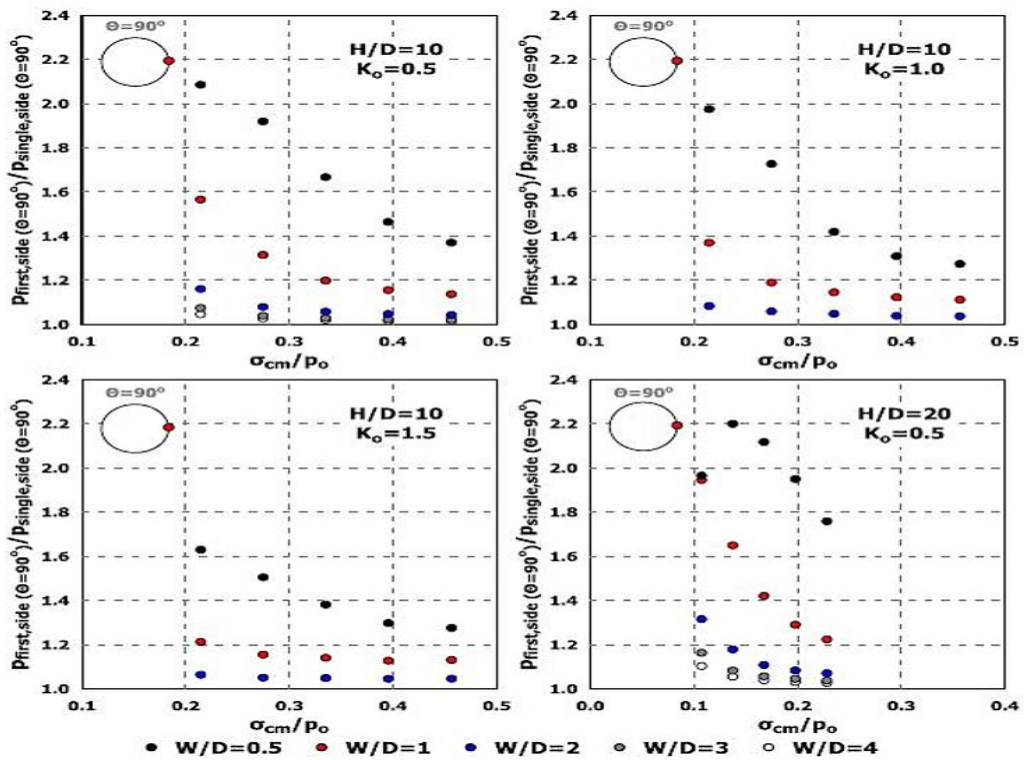 2.4
2.2
2.0
1.8
1.6
1.4
1.2
1.0
0.1 0.2 0.3 0.4 0.5
Pfirst,side (Θ=90°)/Psingle,side (Θ=90°)
σcm/po
Θ=90°
H/D=10
Ko=0.5
2.4
2.2
2.0
1.8
1.6
1.4
1.2
1.0
0.0 0.1 0.2 0.3 0.4 0.5
Pfirst,side (Θ=90°)/Psingle,side (Θ=90°)
σcm/po
Θ=90°
H/D=10
Ko=1.0
2.4
2.2
2.0
1.8
1.6
1.4
1.2
1.0
0.1 0.2 0.3 0.4 0.5
Pfirst,side (Θ=90°)/Psingle,side (Θ=90°)
σcm/po
Θ=90°
H/D=10
Ko=1.5
2.4
2.2
2.0
1.8
1.6
1.4
1.2
1.0
0.0 0.1 0.2 0.3 0.4 0.5
Pfirst,side (Θ=90°)/Psingle,side (Θ=90°)
σcm/po
Θ=90°
H/D=20
Ko=0.5
W/D=0.5 W/D=1 W/D=2 W/D=3 W/D=4